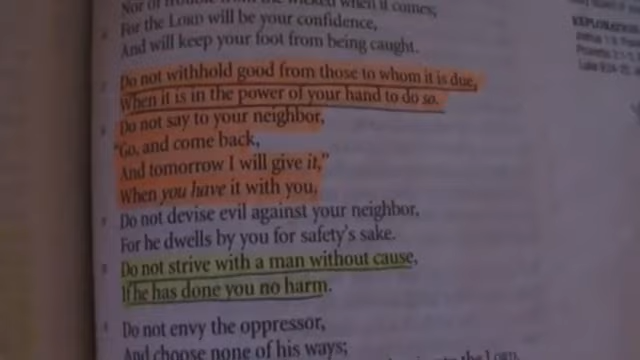 when it comes;
For the LORD will be your confidence,
And will keep your foot from being caught.
Do not withhold good from those to whom it is due,
When it is in the power of your hand to do so.
Do not say to your neighbor,
"Go, and come back,
And tomorrow I will give it,"
When you have it with you.
Do not devise evil against your neighbor,
For he dwells by you for safety's sake.
Do not strive with a man without cause,
If he has done you no harm.
Do not envy the oppressor,
And choose none of his ways;
the LORD,